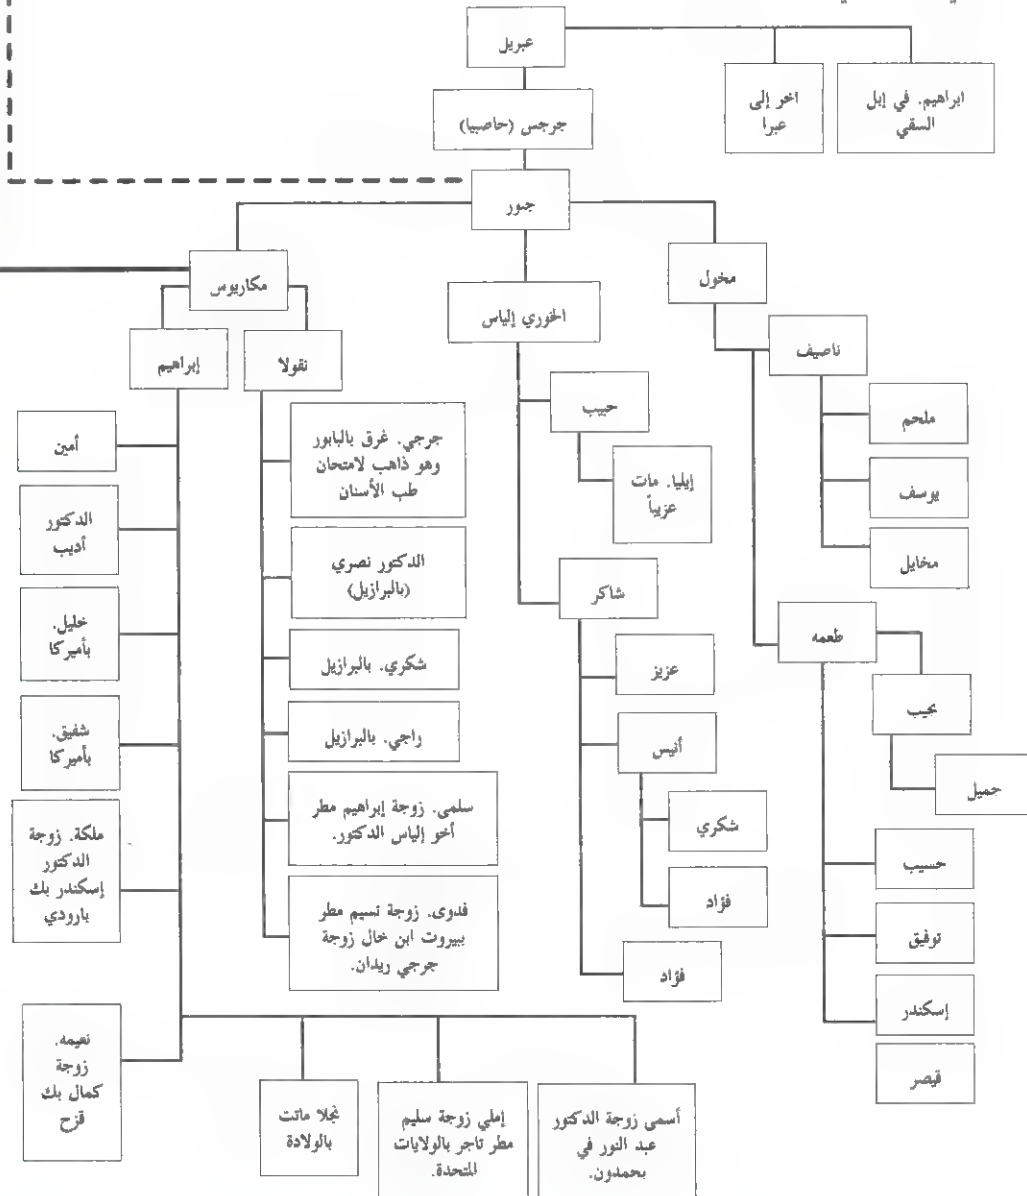 عبريل
ابراهيم. في إبل
السقي
اخر إلى
عبرا
جرجس (حاصبيا)
جبور
مخول
الخوري إلياس
مكاريوس
ناصيف
ملحم
يوسف
مخايل
طعمه
نجيب
جميل
حسيب
توفيق
إسكندر
قيصر
حبيب
إيليا. مات
عزيباً
شاكر
عزيز
أنيس
شكري
فؤاد
فؤاد
نقولا
جرجي. غرق بالبابور
وهو ذاهب لامتحان
طب الأسنان
الدكتور نصري
(بالبرازيل)
شكري. بالبرازيل
راجي. بالبرازيل
سلمى. زوجة إبراهيم مطر
أخو إلياس الدكتور.
فدوى. زوجة نسيم مطر
ببيروت ابن خال زوجة
جرجي زيدان.
إبراهيم
أمين
الدكتور
أديب
خليل.
بأميركا
شفيق.
بأميركا
ملكة. زوجة
الدكتور
إسكندر بك
بارودي
نعيمه.
زوجة
كمال بك
قزح
أسمى زوجة الدكتور
عبد النور في
بحمدون.
إملي زوجة سليم
مطر تاجر بالولايات
المتحدة.
نجلا ماتت
بالولادة